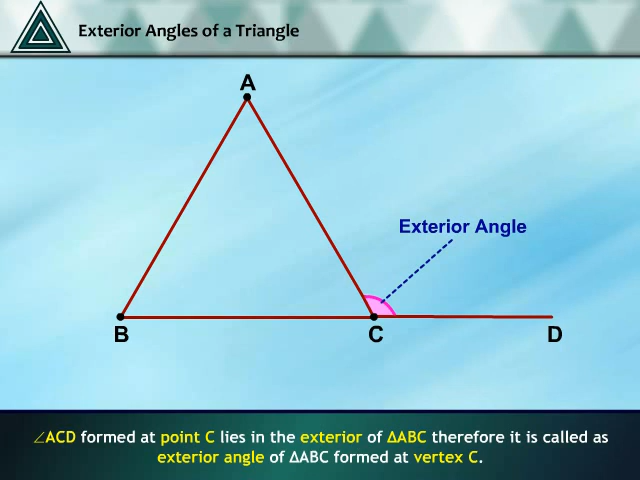 Exterior Angles of a Triangle
A
Exterior Angle
B
C
D
∠ACD formed at point C lies in the exterior of ΔABC therefore it is called as
exterior angle of ΔABC formed at vertex C.